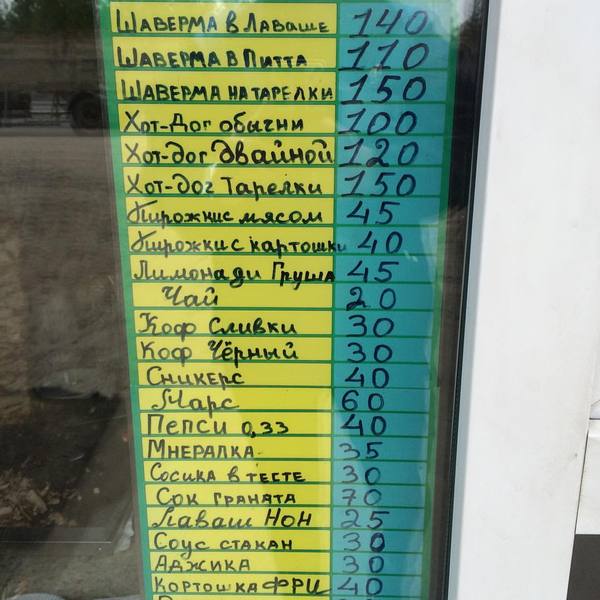 Шаверма в Лаваше 140
Шаверма в Питта 110
Шаверма на тарелки 150
Хот-Дог обычни 100
Хот-дог двайной 120
Хот-дог Тарелки 150
Пирожкис мясом 45
Пирожки с картошки 40
Лимонади Груша 45
Чай 20
Коф Сливки 30
Коф Чёрный 30
Сникерс 40
Марс 60
Пепси 0,33 40
Мнералка 35
Сосика в тесте 30
Сок граната 70
Лаваш Нон 25
Соус стакан 30
Аджика 30
Кортошка Фри 40